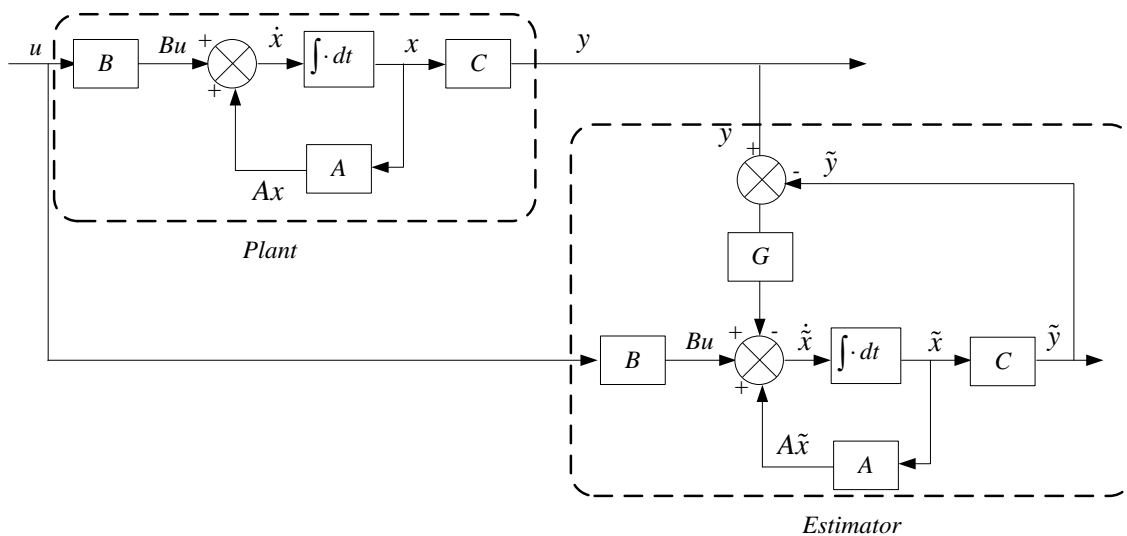 u B Bu + ẋ ∫· dt x C y
+
A
Ax
Plant
y + - ỹ
G
B Bu + - x̃̇ ∫· dt x̃ C ỹ
+
Ax̃ A
Estimator